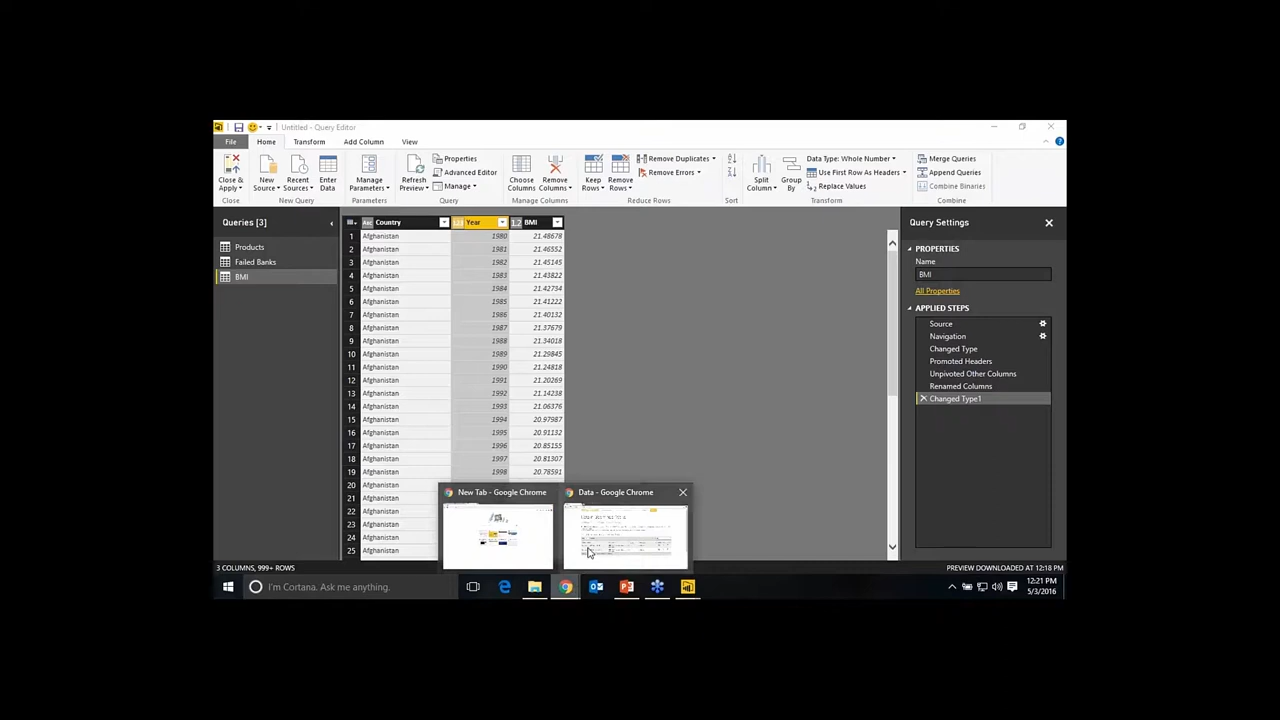 Untitled - Query Editor
File Home Transform Add Column View
Close & Apply
New Source
Recent Sources
Enter Data
Manage Parameters
Refresh Preview
Properties
Advanced Editor
Manage
Choose Columns
Remove Columns
Keep Rows
Remove Rows
Remove Duplicates
Remove Errors
Split Column
Group By
Data Type: Whole Number
Use First Row As Headers
Replace Values
Merge Queries
Append Queries
Combine Binaries
Close
New Query
Parameters
Query
Manage Columns
Reduce Rows
Sort
Transform
Combine
Queries [3]
Products
Failed Banks
BMI
Country Year BMI
1 Afghanistan 1980 21.48678
2 Afghanistan 1981 21.46552
3 Afghanistan 1982 21.45145
4 Afghanistan 1983 21.43822
5 Afghanistan 1984 21.42734
6 Afghanistan 1985 21.41222
7 Afghanistan 1986 21.40132
8 Afghanistan 1987 21.37679
9 Afghanistan 1988 21.34018
10 Afghanistan 1989 21.29845
11 Afghanistan 1990 21.24818
12 Afghanistan 1991 21.20269
13 Afghanistan 1992 21.14238
14 Afghanistan 1993 21.06376
15 Afghanistan 1994 20.97987
16 Afghanistan 1995 20.91132
17 Afghanistan 1996 20.85155
18 Afghanistan 1997 20.81307
19 Afghanistan 1998 20.78591
20 Afghanistan
21 Afghanistan
22 Afghanistan
23 Afghanistan
24 Afghanistan
25 Afghanistan
New Tab - Google Chrome
Data - Google Chrome
Query Settings
PROPERTIES
Name
BMI
All Properties
APPLIED STEPS
Source
Navigation
Changed Type
Promoted Headers
Unpivoted Other Columns
Renamed Columns
Changed Type1
3 COLUMNS, 999+ ROWS
PREVIEW DOWNLOADED AT 12:18 PM
I'm Cortana. Ask me anything.
12:21 PM
5/3/2016